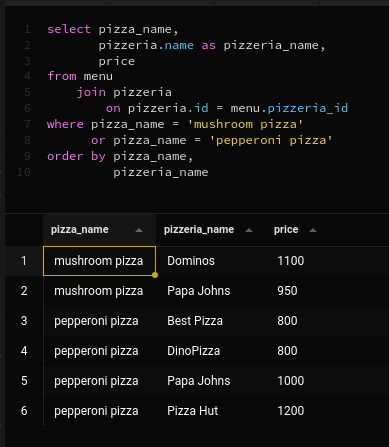 1 select pizza_name,
2 pizzeria.name as pizzeria_name,
3 price
4 from menu
5 join pizzeria
6 on pizzeria.id = menu.pizzeria_id
7 where pizza_name = 'mushroom pizza'
8 or pizza_name = 'pepperoni pizza'
9 order by pizza_name,
10 pizzeria_name
pizza_name pizzeria_name price
1 mushroom pizza Dominos 1100
2 mushroom pizza Papa Johns 950
3 pepperoni pizza Best Pizza 800
4 pepperoni pizza DinoPizza 800
5 pepperoni pizza Papa Johns 1000
6 pepperoni pizza Pizza Hut 1200